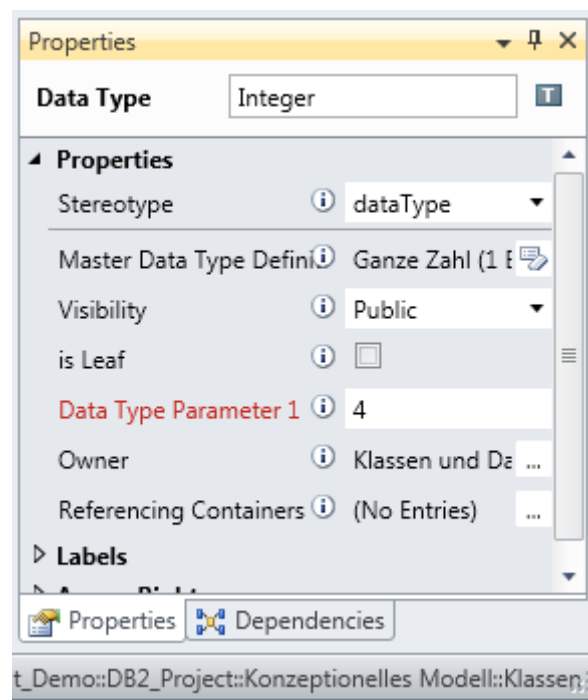 Properties
Data Type Integer T
Properties
Stereotype dataType
Master Data Type Defini Ganze Zahl (1
Visibility Public
is Leaf
Data Type Parameter 1 4
Owner Klassen und Da ...
Referencing Containers (No Entries) ...
Labels
Properties Dependencies
t_Demo::DB2_Project::Konzeptionelles Modell::Klassen